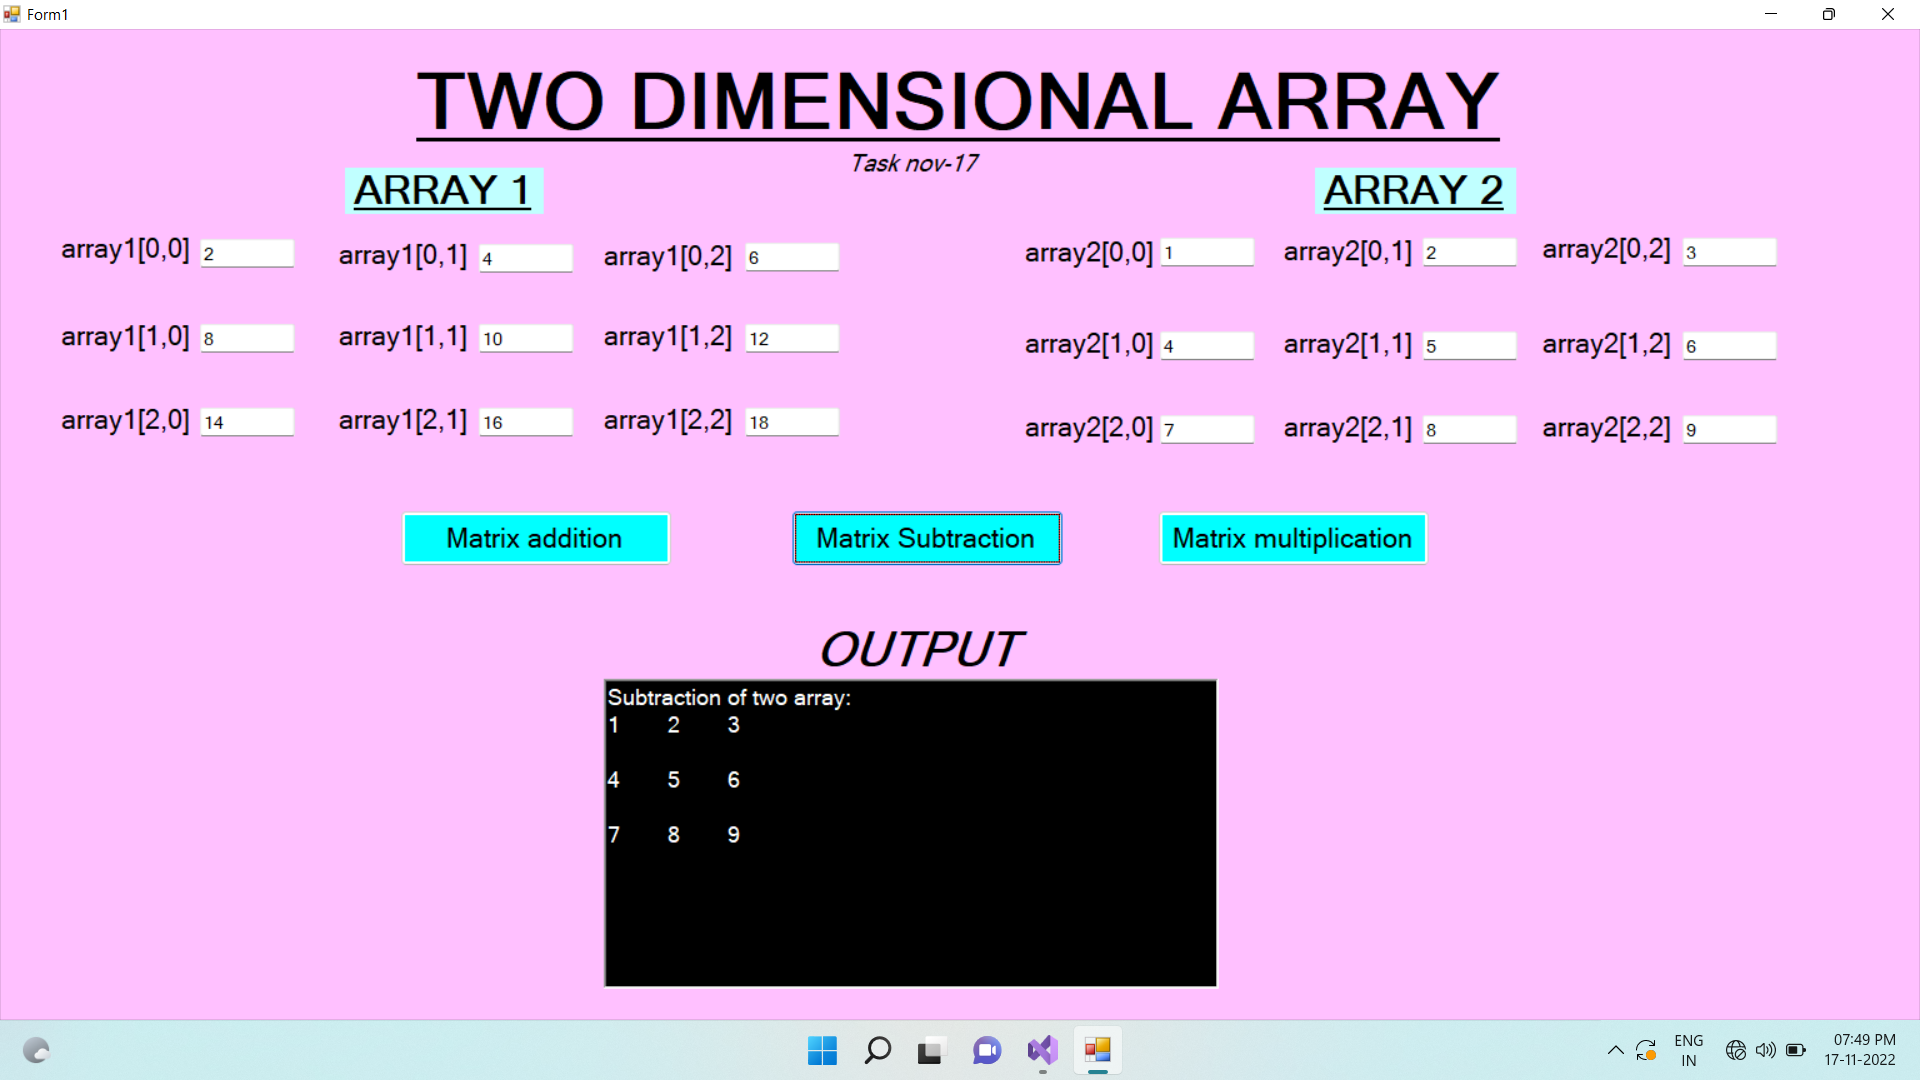 Form1
TWO DIMENSIONAL ARRAY
Task nov-17
ARRAY 1
ARRAY 2
array1[0,0] 2 array1[0,1] 4 array1[0,2] 6
array1[1,0] 8 array1[1,1] 10 array1[1,2] 12
array1[2,0] 14 array1[2,1] 16 array1[2,2] 18
array2[0,0] 1 array2[0,1] 2 array2[0,2] 3
array2[1,0] 4 array2[1,1] 5 array2[1,2] 6
array2[2,0] 7 array2[2,1] 8 array2[2,2] 9
Matrix addition Matrix Subtraction Matrix multiplication
OUTPUT
Subtraction of two array:
1 2 3
4 5 6
7 8 9
ENG
IN
07:49 PM
17-11-2022